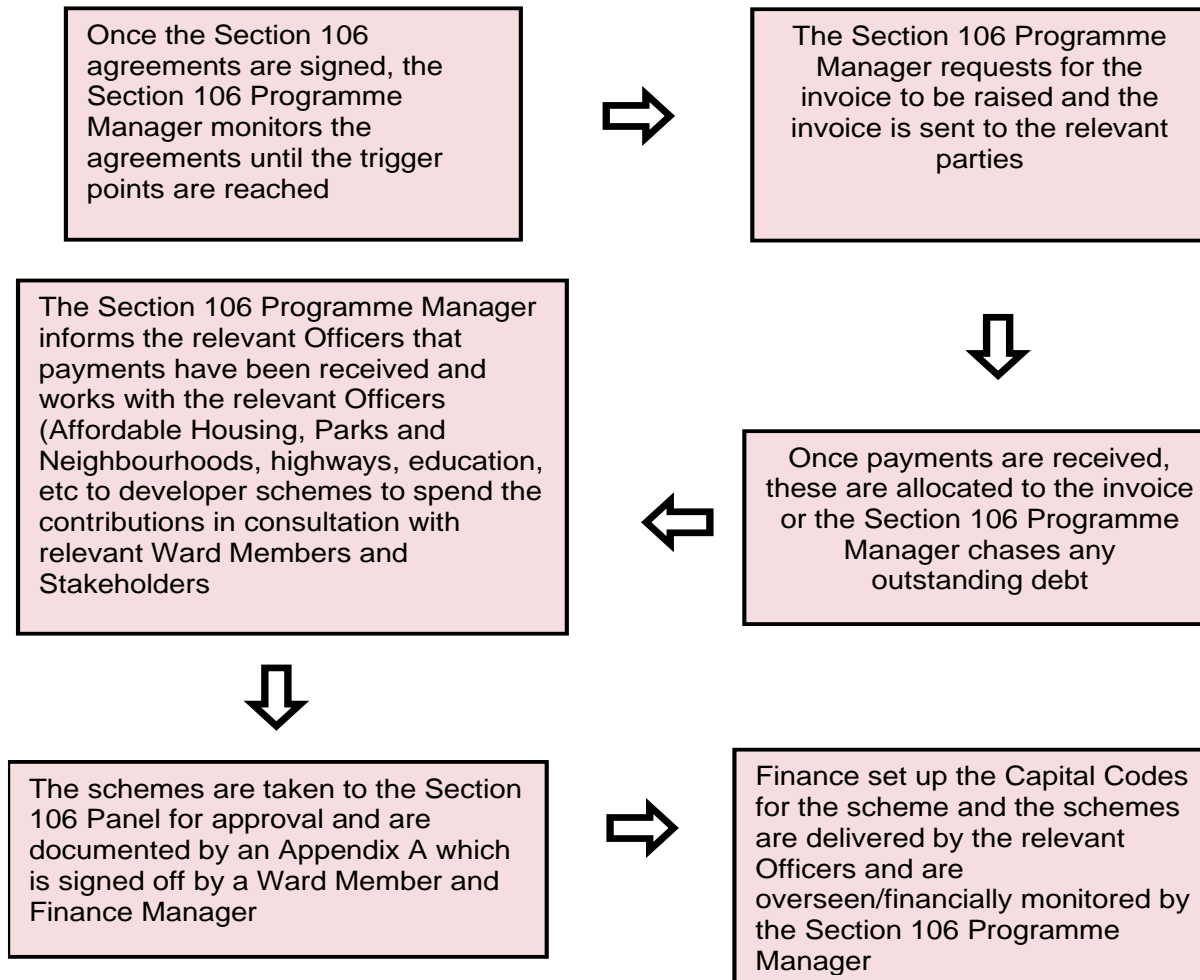 Once the Section 106
agreements are signed, the
Section 106 Programme
Manager monitors the
agreements until the trigger
points are reached
The Section 106 Programme
Manager requests for the
invoice to be raised and the
invoice is sent to the relevant
parties
Once payments are received,
these are allocated to the invoice
or the Section 106 Programme
Manager chases any
outstanding debt
The Section 106 Programme Manager
informs the relevant Officers that
payments have been received and
works with the relevant Officers
(Affordable Housing, Parks and
Neighbourhoods, highways, education,
etc to developer schemes to spend the
contributions in consultation with
relevant Ward Members and
Stakeholders
The schemes are taken to the Section
106 Panel for approval and are
documented by an Appendix A which
is signed off by a Ward Member and
Finance Manager
Finance set up the Capital Codes
for the scheme and the schemes
are delivered by the relevant
Officers and are
overseen/financially monitored by
the Section 106 Programme
Manager